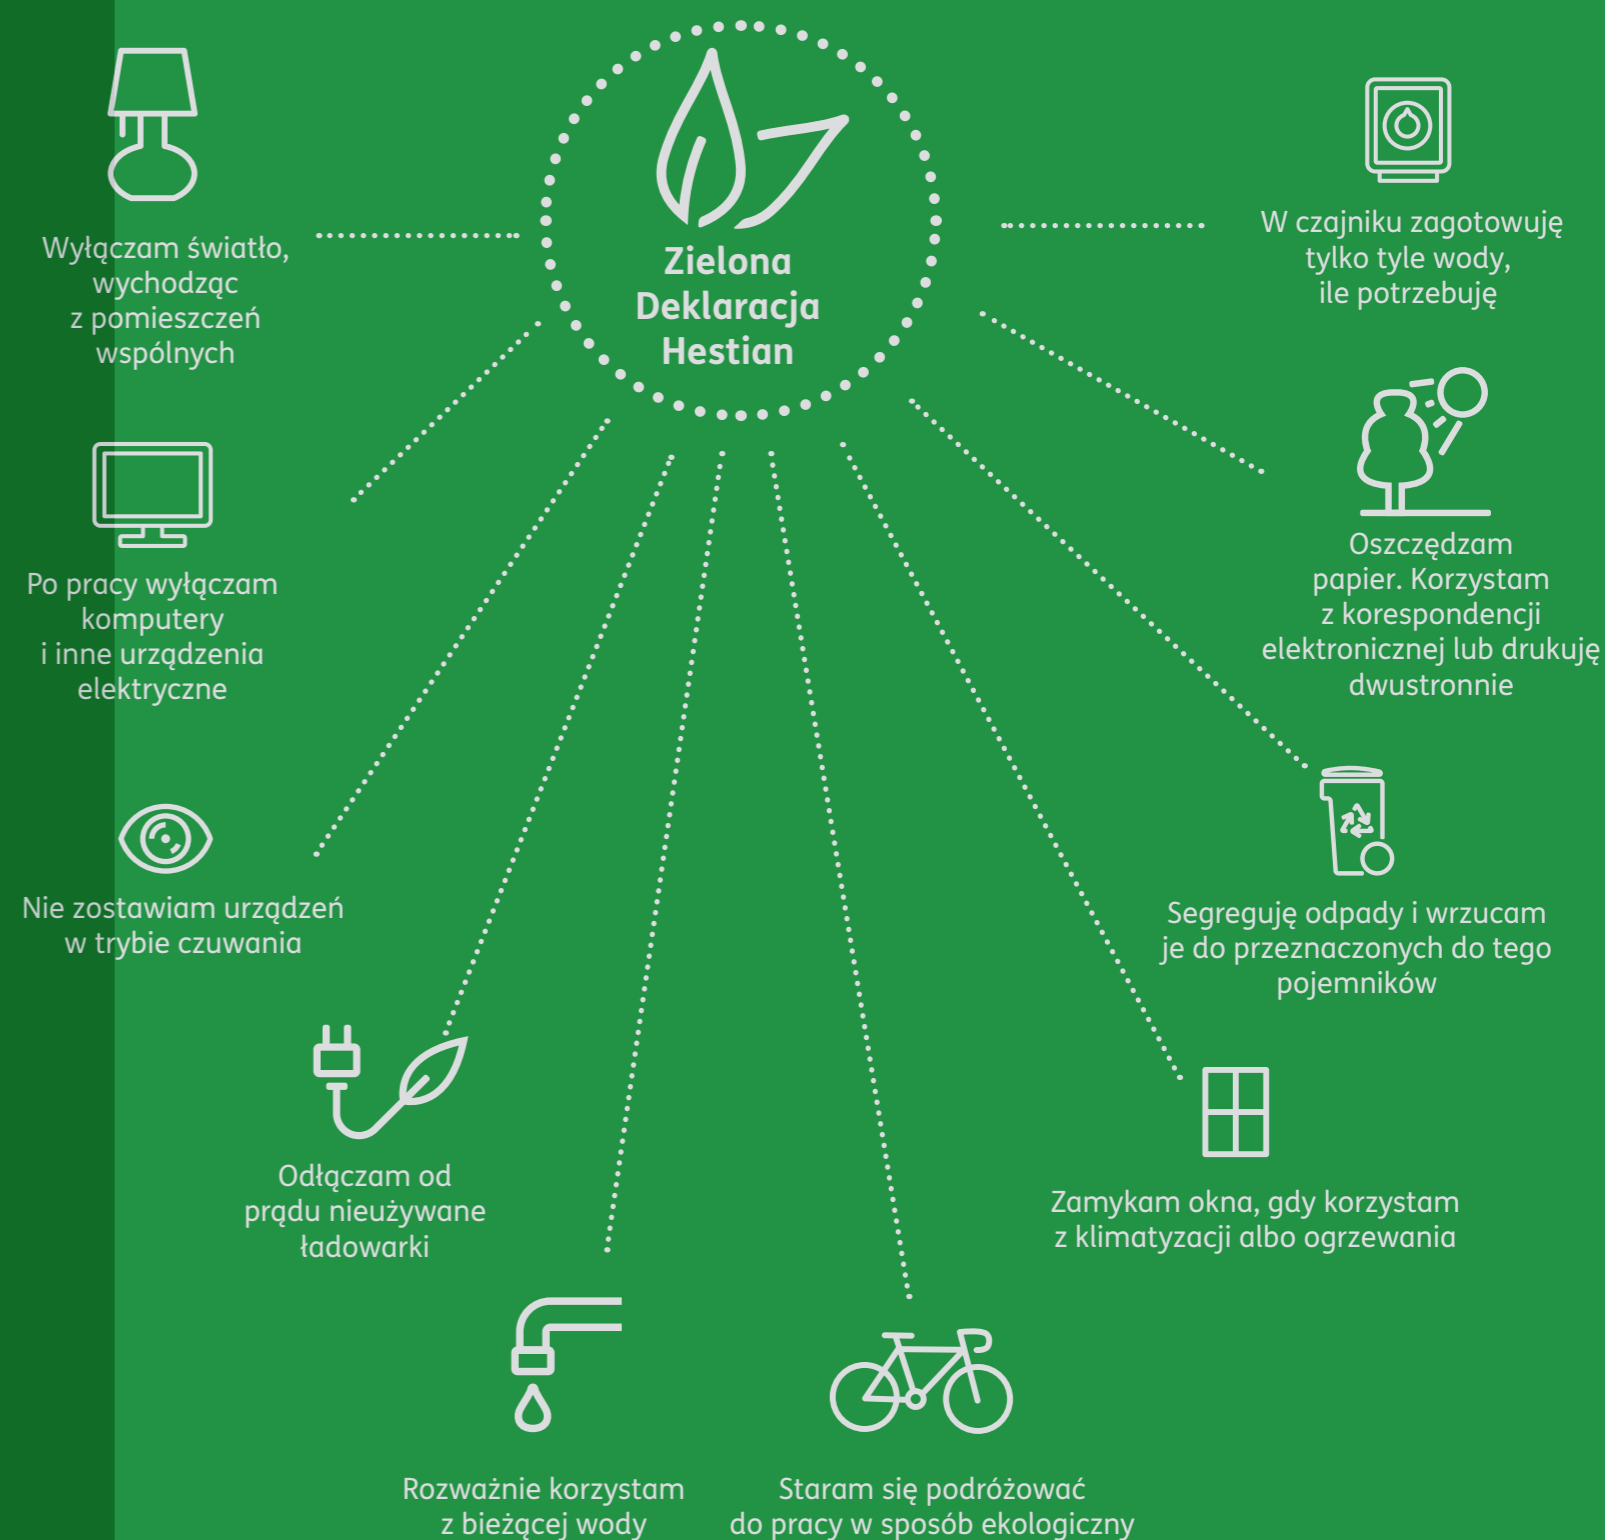 Zielona
Deklaracja
Hestian
Wyłączam światło,
wychodząc
z pomieszczeń
wspólnych
Po pracy wyłączam
komputery
i inne urządzenia
elektryczne
Nie zostawiam urządzeń
w trybie czuwania
Odłączam od
prądu nieużywane
ładowarki
Rozważnie korzystam
z bieżącej wody
Staram się podróżować
do pracy w sposób ekologiczny
Zamykam okna, gdy korzystam
z klimatyzacji albo ogrzewania
Segreguję odpady i wrzucam
je do przeznaczonych do tego
pojemników
Oszczędzam
papier. Korzystam
z korespondencji
elektronicznej lub drukuję
dwustronnie
W czajniku zagotowuję
tylko tyle wody,
ile potrzebuję